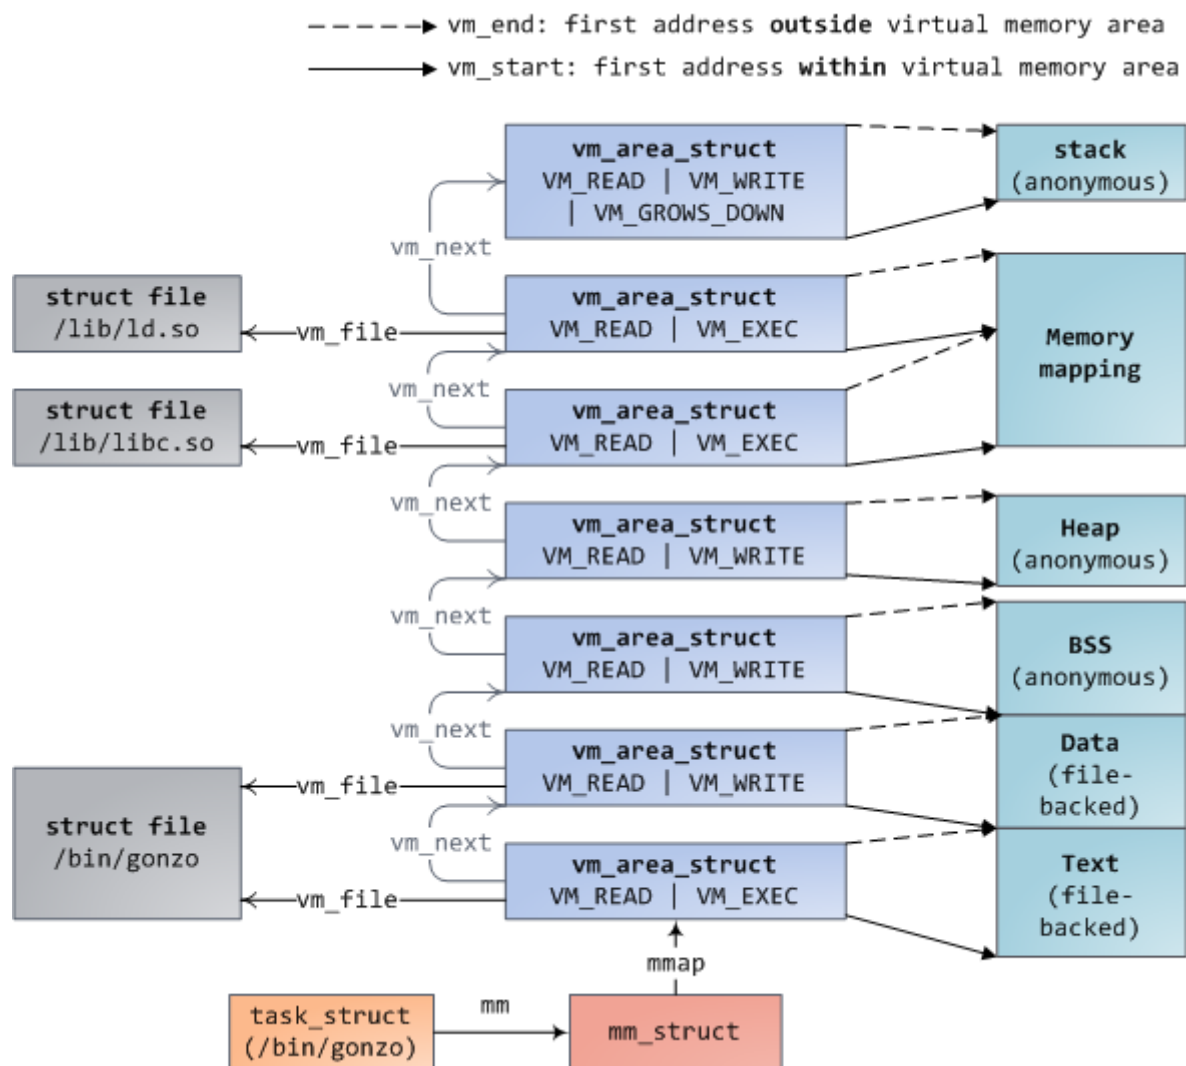 vm_end: first address outside virtual memory area
vm_start: first address within virtual memory area
vm_area_struct
VM_READ | VM_WRITE
| VM_GROWS_DOWN
stack
(anonymous)
vm_next
struct file
/lib/ld.so
vm_file
vm_area_struct
VM_READ | VM_EXEC
Memory
mapping
vm_next
struct file
/lib/libc.so
vm_file
vm_area_struct
VM_READ | VM_EXEC
vm_next
vm_area_struct
VM_READ | VM_WRITE
Heap
(anonymous)
vm_next
vm_area_struct
VM_READ | VM_WRITE
BSS
(anonymous)
vm_next
vm_file
vm_area_struct
VM_READ | VM_WRITE
Data
(file-
backed)
struct file
/bin/gonzo
vm_next
vm_file
vm_area_struct
VM_READ | VM_EXEC
Text
(file-
backed)
mmap
task_struct
(/bin/gonzo)
mm
mm_struct